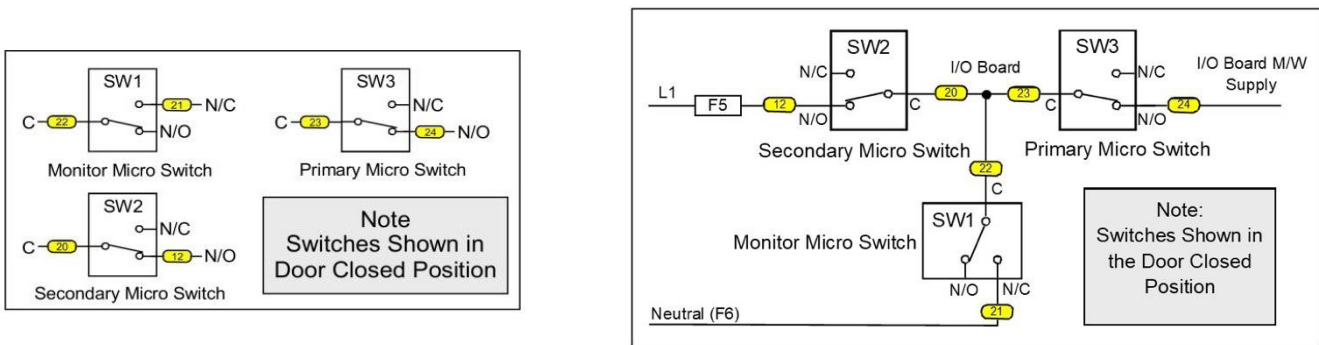 SW1
21
N/C
C
22
N/O
Monitor Micro Switch
SW3
N/C
C
23
24
N/O
Primary Micro Switch
SW2
N/C
C
20
12
N/O
Secondary Micro Switch
Note
Switches Shown in
Door Closed Position
SW2
N/C
L1
F5
12
N/O
C
20
I/O Board
23
C
SW3
N/C
N/O
24
I/O Board M/W
Supply
Secondary Micro Switch
Primary Micro Switch
22
C
SW1
Monitor Micro Switch
N/O
N/C
21
Neutral (F6)
Note:
Switches Shown in
the Door Closed
Position